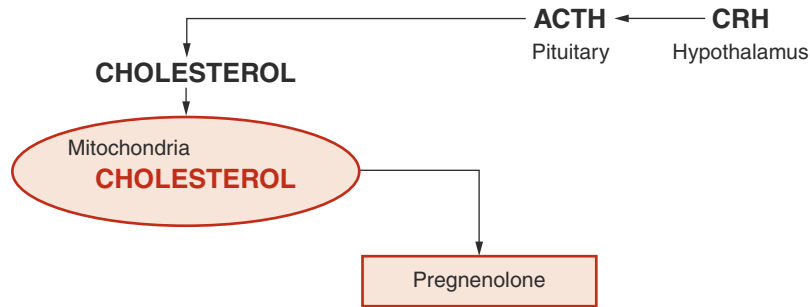 ACTH
CRH
Pituitary
Hypothalamus
CHOLESTEROL
Mitochondria
CHOLESTEROL
Pregnenolone